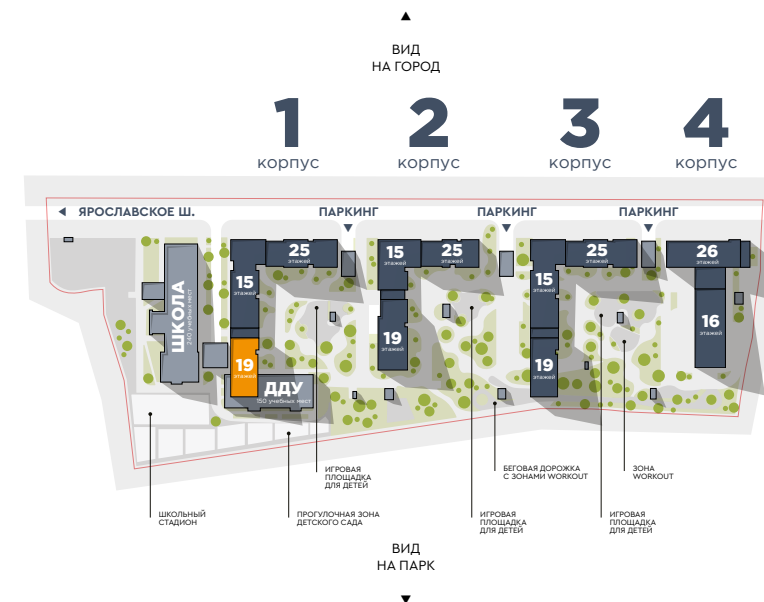 ВИД
НА ГОРОД
1
корпус
2
корпус
3
корпус
4
корпус
ЯРОСЛАВСКОЕ Ш.
ПАРКИНГ
ПАРКИНГ
ПАРКИНГ
25
этажей
15
этажей
19
этажей
15
этажей
25
этажей
19
этажей
15
этажей
25
этажей
19
этажей
26
этажей
16
этажей
ШКОЛА
240 учебных мест
ДДУ
150 учебных мест
ИГРОВАЯ
ПЛОЩАДКА
ДЛЯ ДЕТЕЙ
БЕГОВАЯ ДОРОЖКА
С ЗОНАМИ WORKOUT
ЗОНА
WORKOUT
ШКОЛЬНЫЙ
СТАДИОН
ПРОГУЛОЧНАЯ ЗОНА
ДЕТСКОГО САДА
ИГРОВАЯ
ПЛОЩАДКА
ДЛЯ ДЕТЕЙ
ИГРОВАЯ
ПЛОЩАДКА
ДЛЯ ДЕТЕЙ
ВИД
НА ПАРК